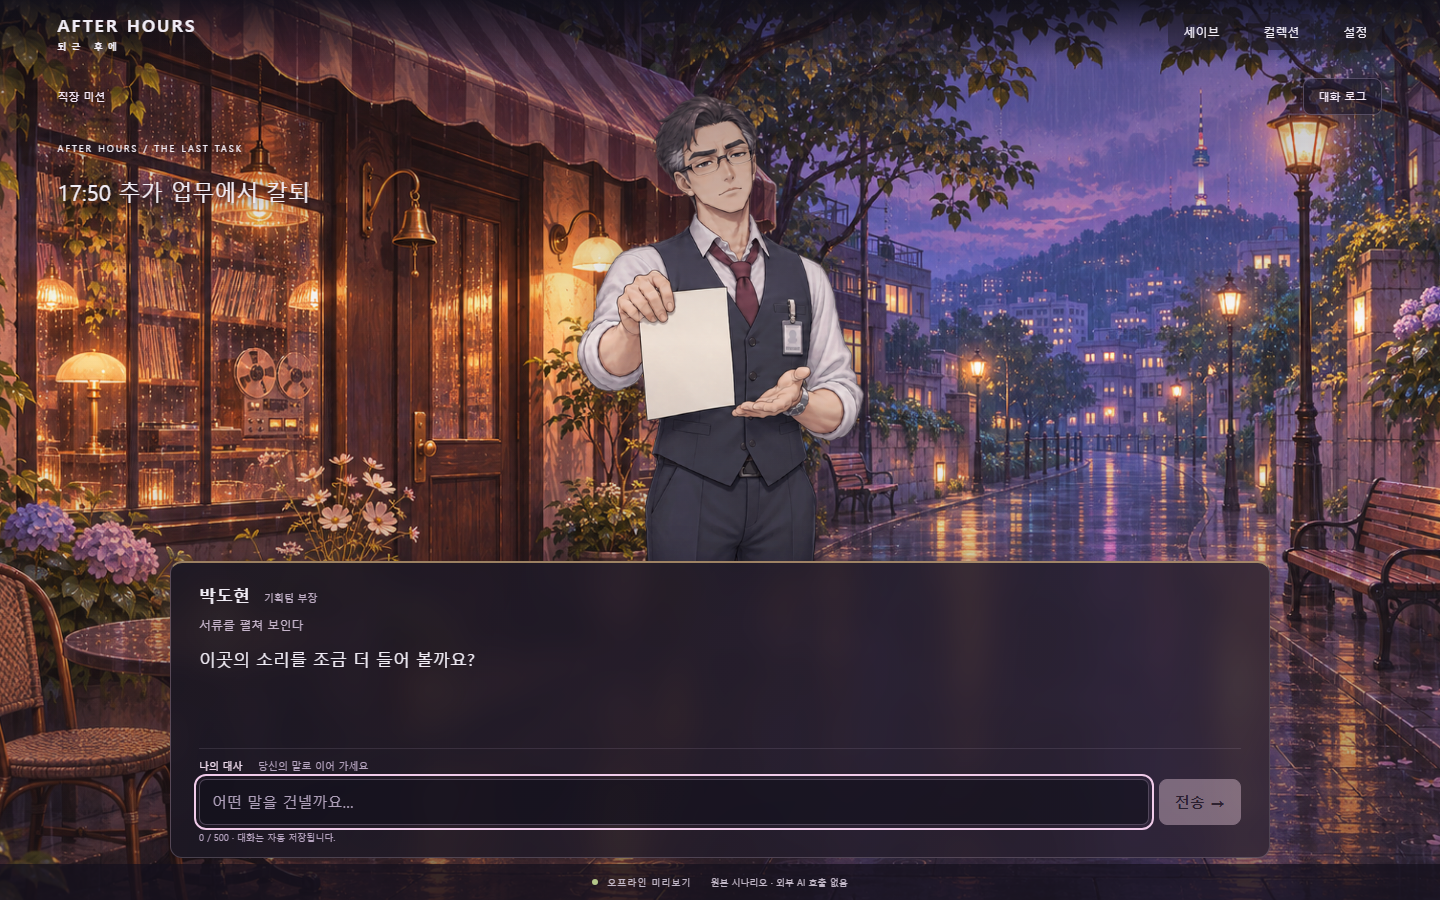 AFTER HOURS
퇴근 후에
세이브 컬렉션 설정
직장 미션
대화 로그
AFTER HOURS / THE LAST TASK
17:50 추가 업무에서 칼퇴
박도현 기획팀 부장
서류를 펼쳐 보인다
이곳의 소리를 조금 더 들어 볼까요?
나의 대사 당신의 말로 이어 가세요
어떤 말을 건넬까요...
전송 →
0 / 500 · 대화는 자동 저장됩니다.
오프라인 미리보기 원본 시나리오 · 외부 AI 호출 없음